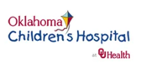 Oklahoma
Children's Hospital
at OU Health